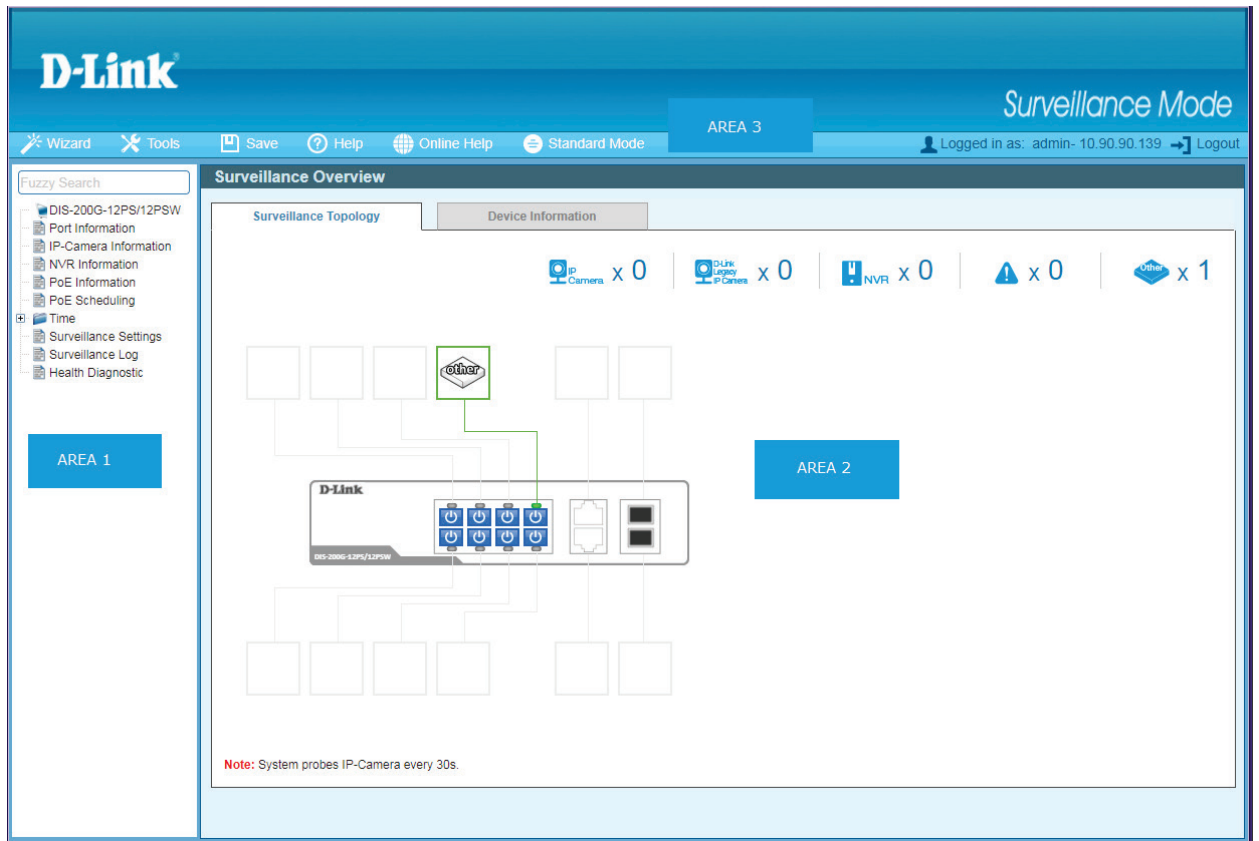 D-Link
Surveillance Mode
AREA 3
Wizard Tools Save Help Online Help Standard Mode Logged in as: admin- 10.90.90.139 Logout
Fuzzy Search
DIS-200G-12PS/12PSW
Port Information
IP-Camera Information
NVR Information
PoE Information
PoE Scheduling
Time
Surveillance Settings
Surveillance Log
Health Diagnostic
AREA 1
Surveillance Overview
Surveillance Topology Device Information
IP Camera x 0 D-Link Legacy IP Camera x 0 NVR x 0 x 0 Other x 1
other
AREA 2
D-Link
DIS-200G-12PS/12PSW
Note: System probes IP-Camera every 30s.